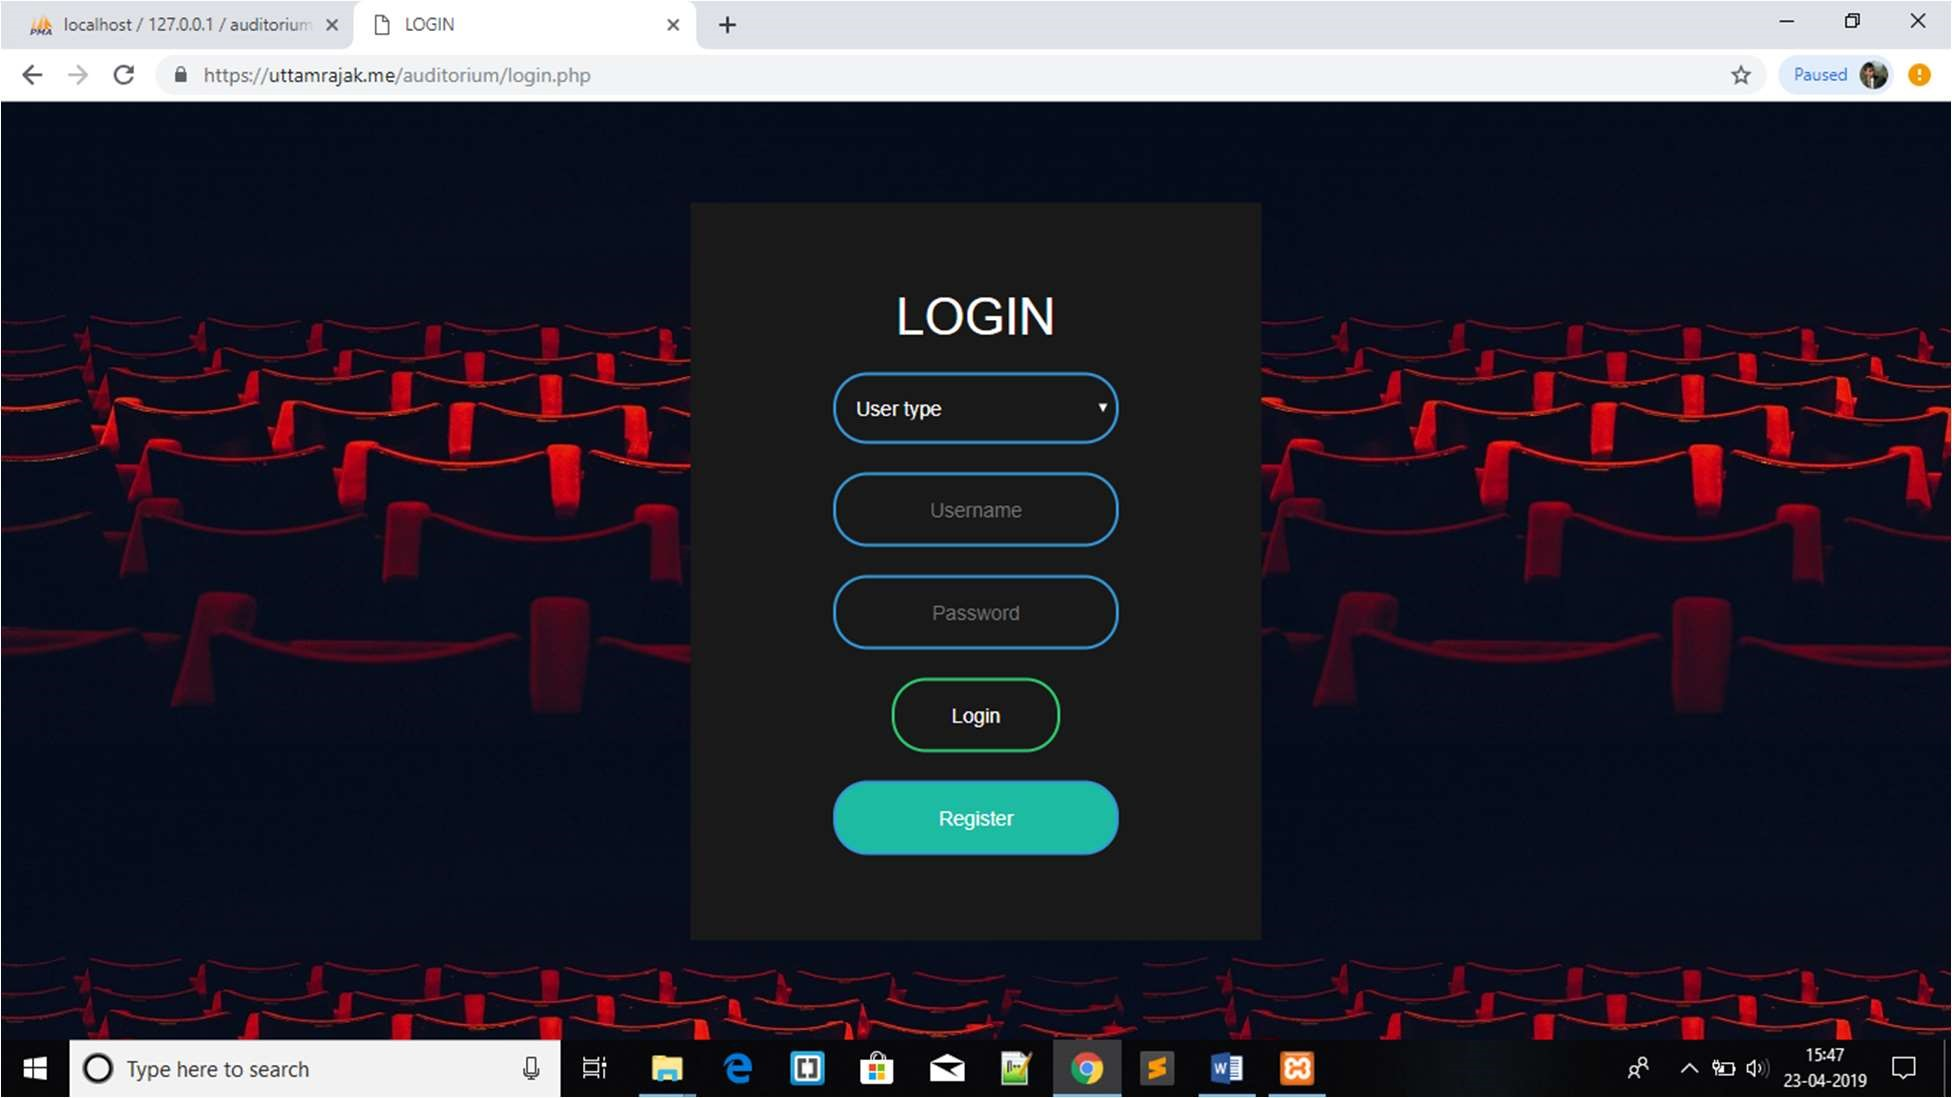 localhost / 127.0.0.1 / auditorium
LOGIN
https://uttamrajak.me/auditorium/login.php
Paused
LOGIN
User type
Username
Password
Login
Register
Type here to search
15:47
23-04-2019